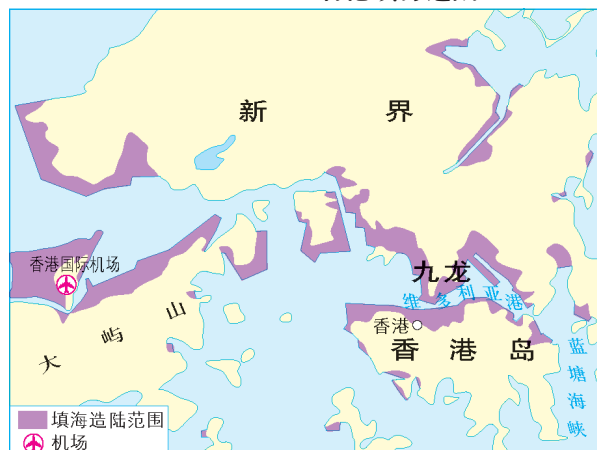 新界
香港国际机场
九龙
维多利亚港
香港
香港岛
大屿山
蓝塘海峡
填海造陆范围
机场